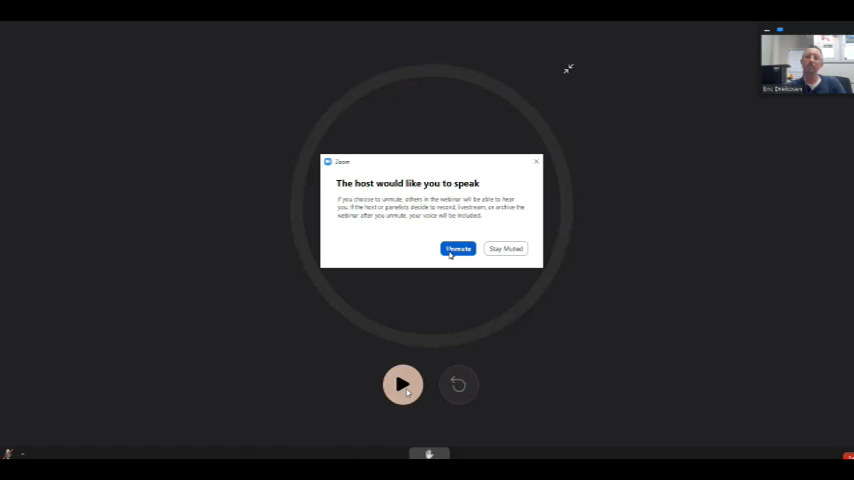 Zoom
The host would like you to speak
If you choose to unmute, others in the webinar will be able to hear
you. If the host or panelists decide to record, livestream, or archive the
webinar after you unmute, your voice will be included.
Unmute
Stay Muted
Eric